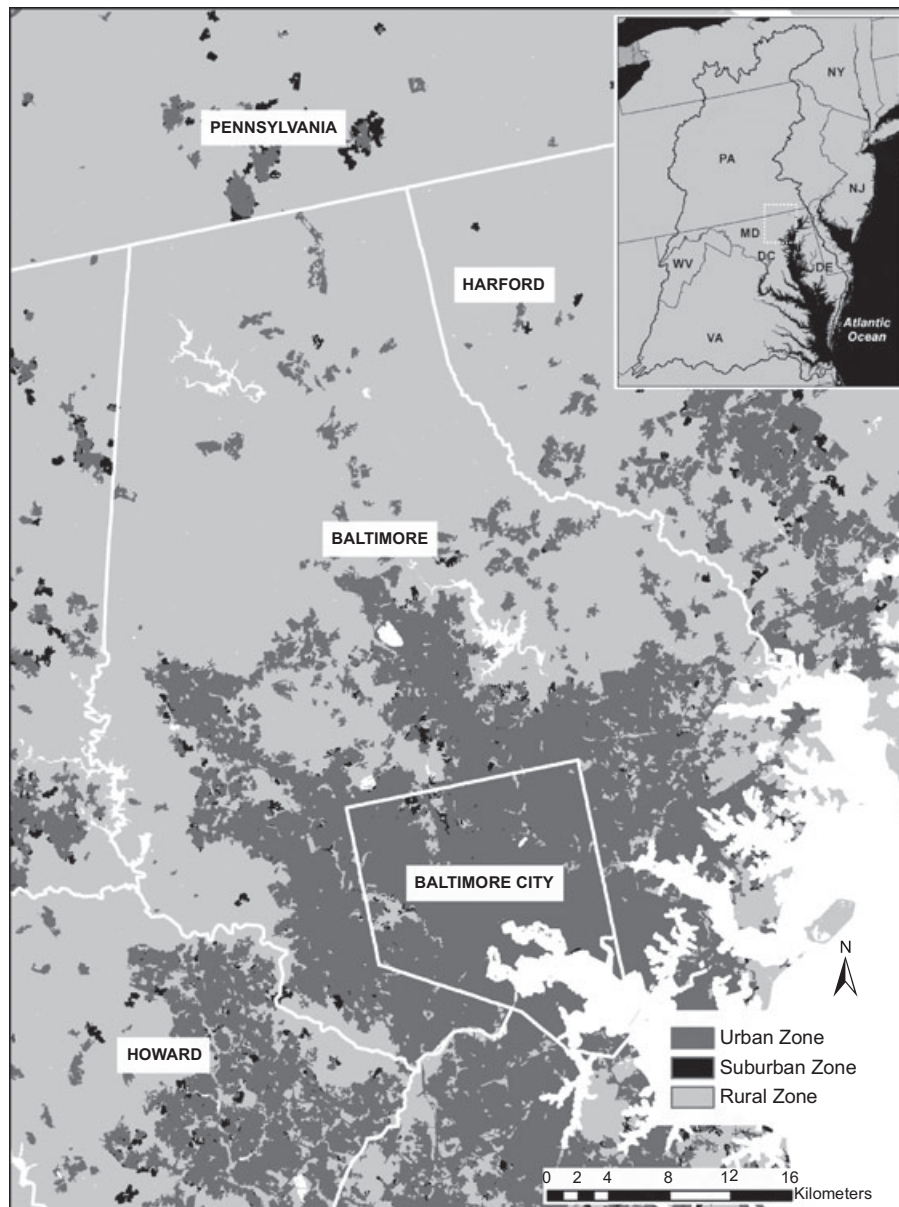 PENNSYLVANIA
HARFORD
BALTIMORE
BALTIMORE CITY
HOWARD
NY
PA
NJ
MD
DC
DE
WV
VA
Atlantic
Ocean
N
Urban Zone
Suburban Zone
Rural Zone
0 2 4 8 12 16
Kilometers